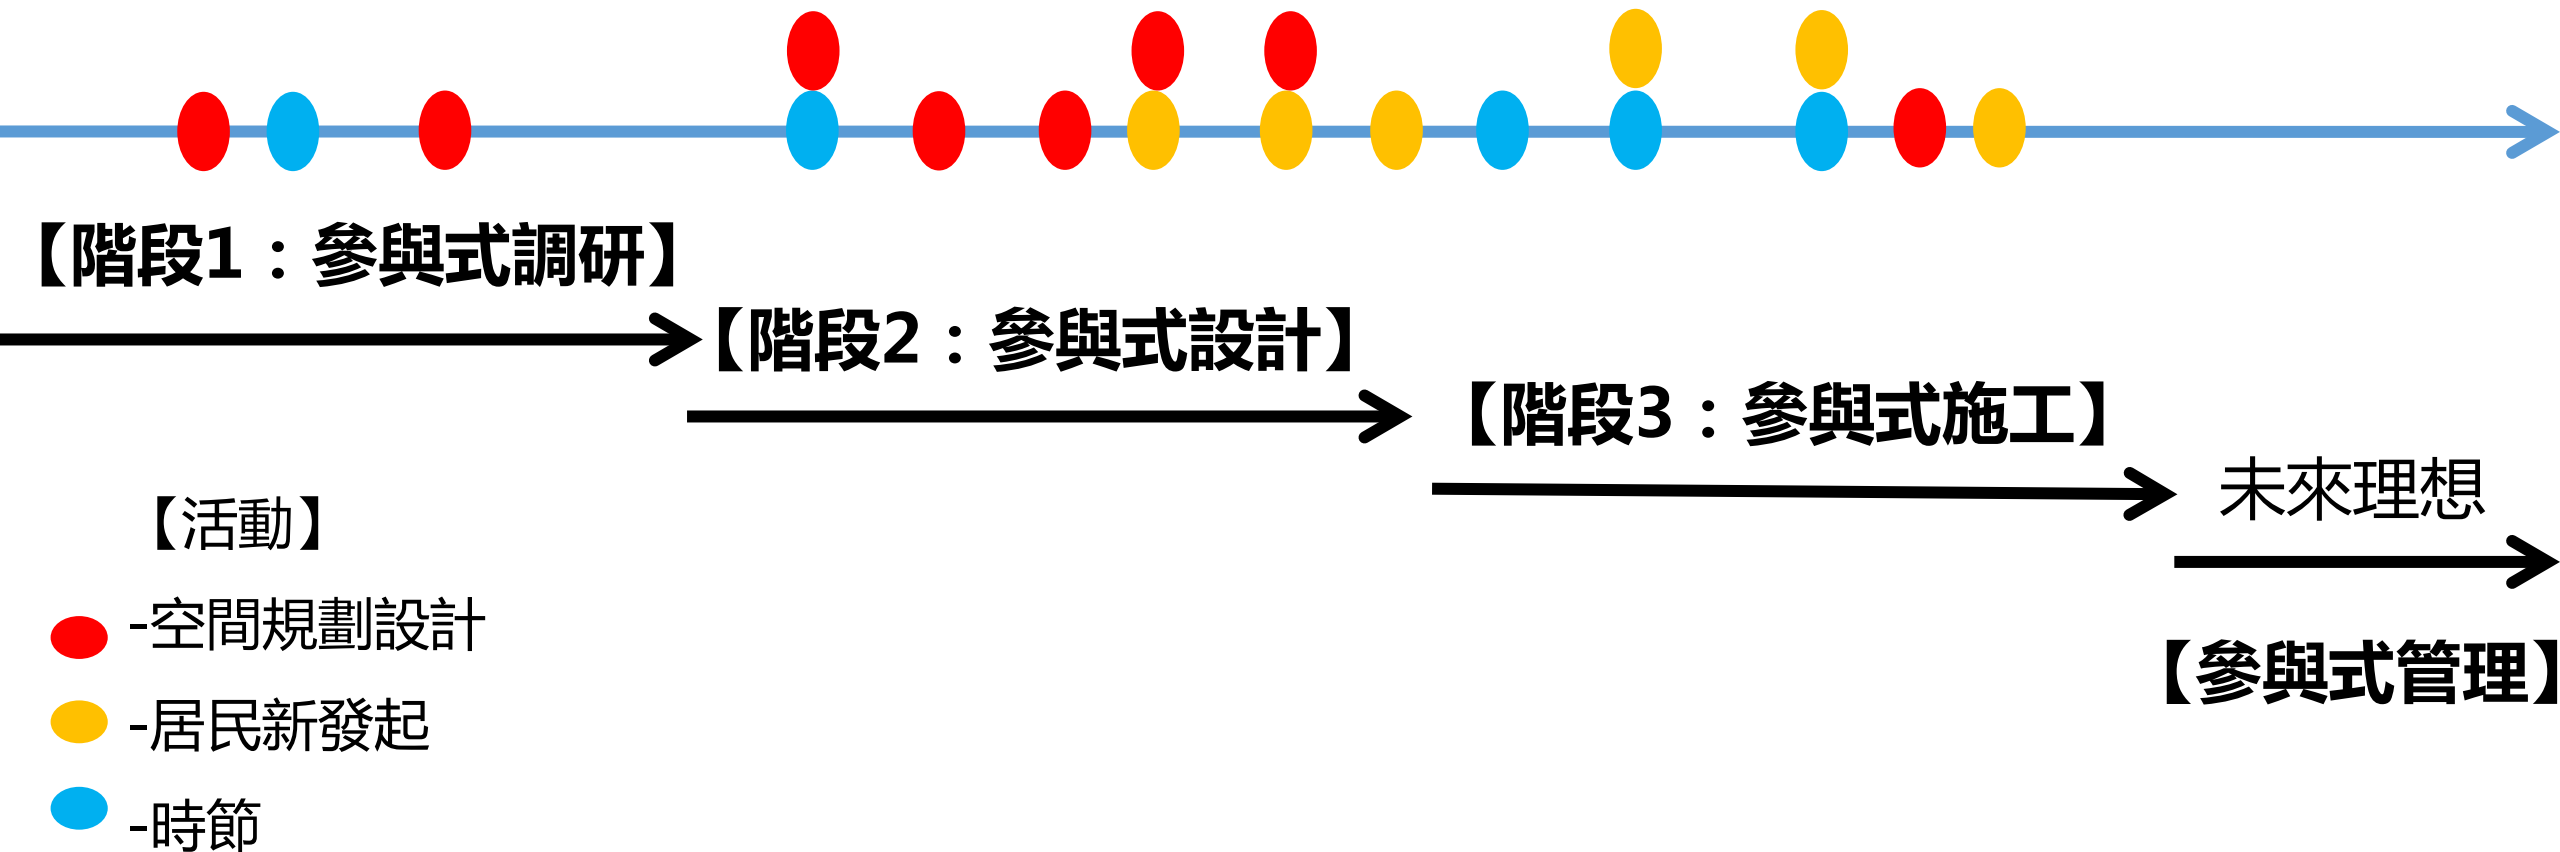 【階段1：參與式調研】
【階段2：參與式設計】
【階段3：參與式施工】
未來理想
【參與式管理】
【活動】
-空間規劃設計
-居民新發起
-時節